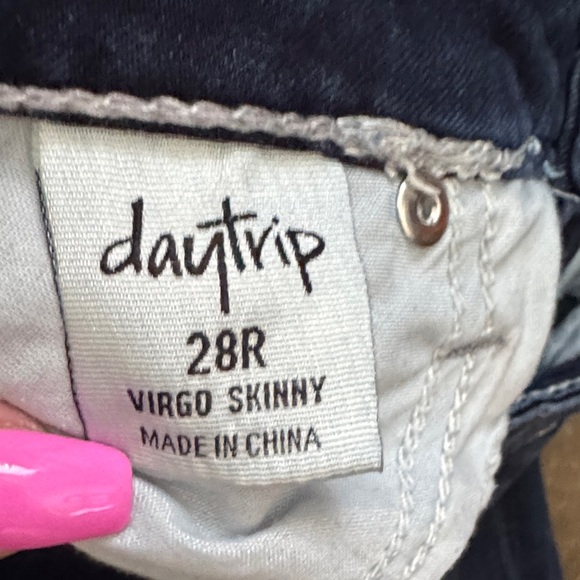 daytrip
28R
VIRGO SKINNY
MADE IN CHINA